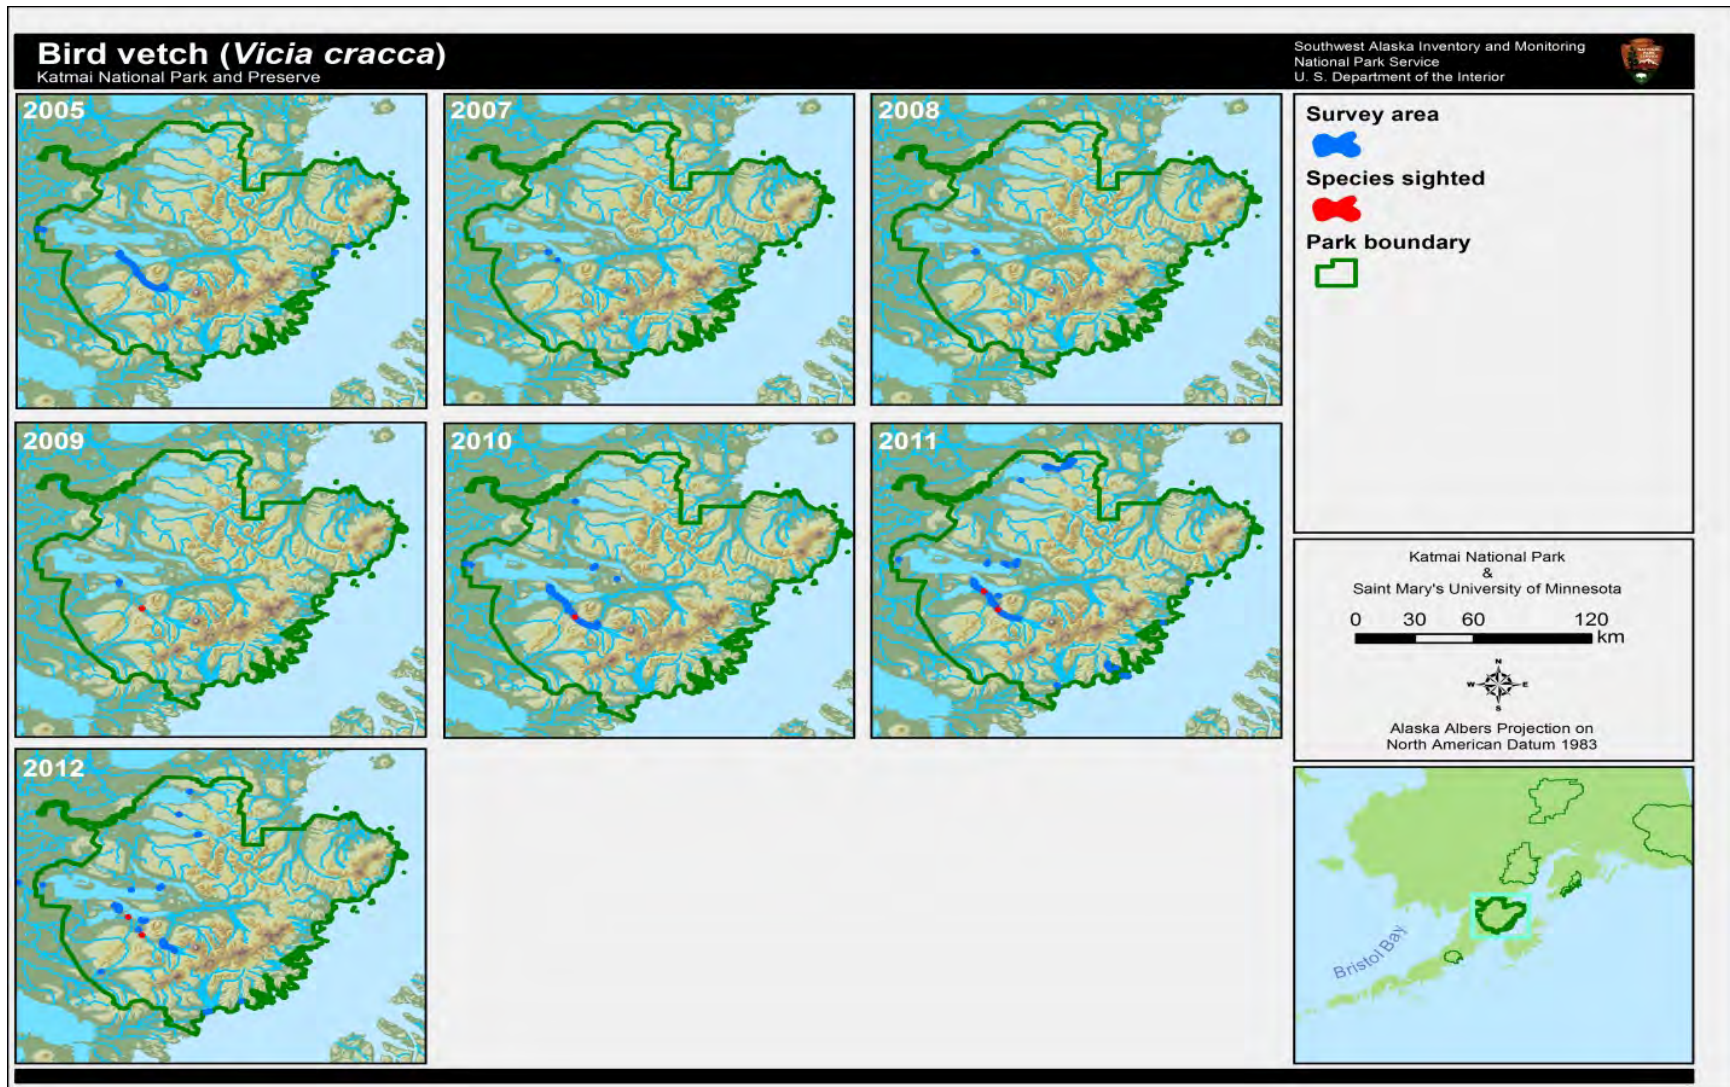 Bird vetch (Vicia cracca)
Katmai National Park and Preserve
Southwest Alaska Inventory and Monitoring
National Park Service
U. S. Department of the Interior
2005
2007
2008
2009
2010
2011
2012
Survey area
Species sighted
Park boundary
Katmai National Park
&
Saint Mary's University of Minnesota
0 30 60 120
km
N
W E
S
Alaska Albers Projection on
North American Datum 1983
Bristol Bay